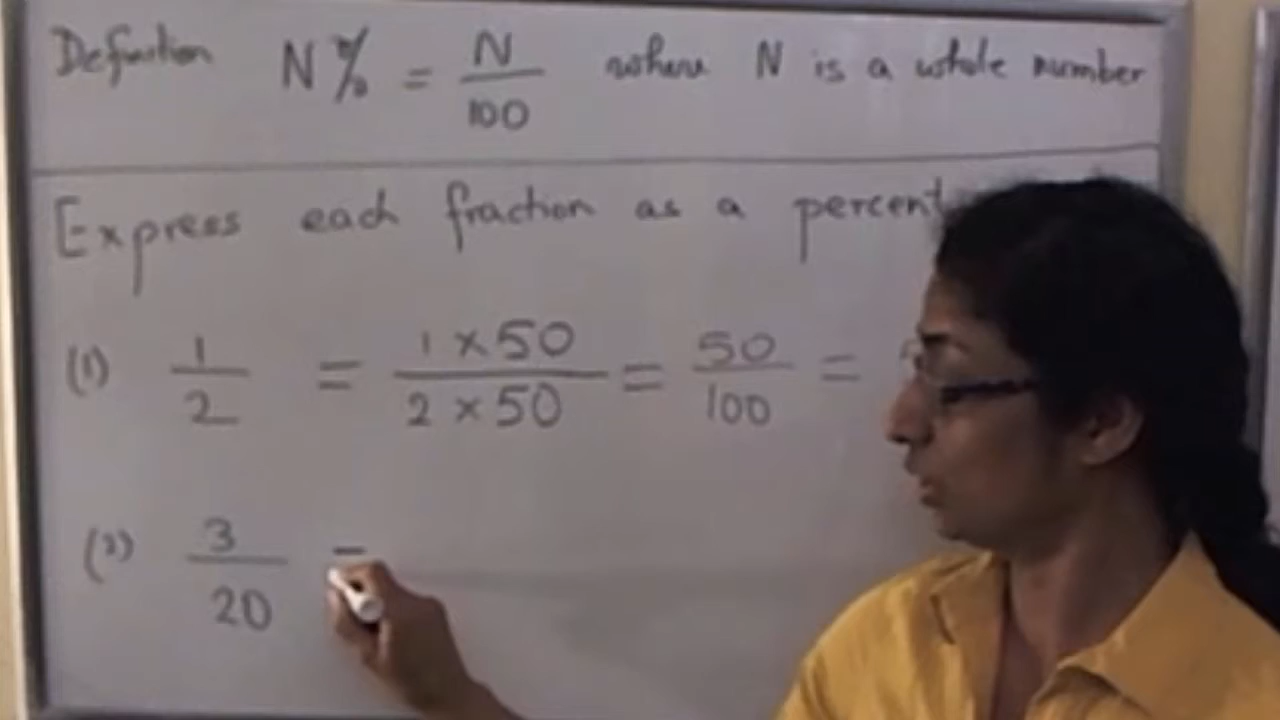 Definition N% = N/100 where N is a whole number
Express each fraction as a percent
(1) 1/2 = 1 × 50/2 × 50 = 50/100 =
(2) 3/20 =